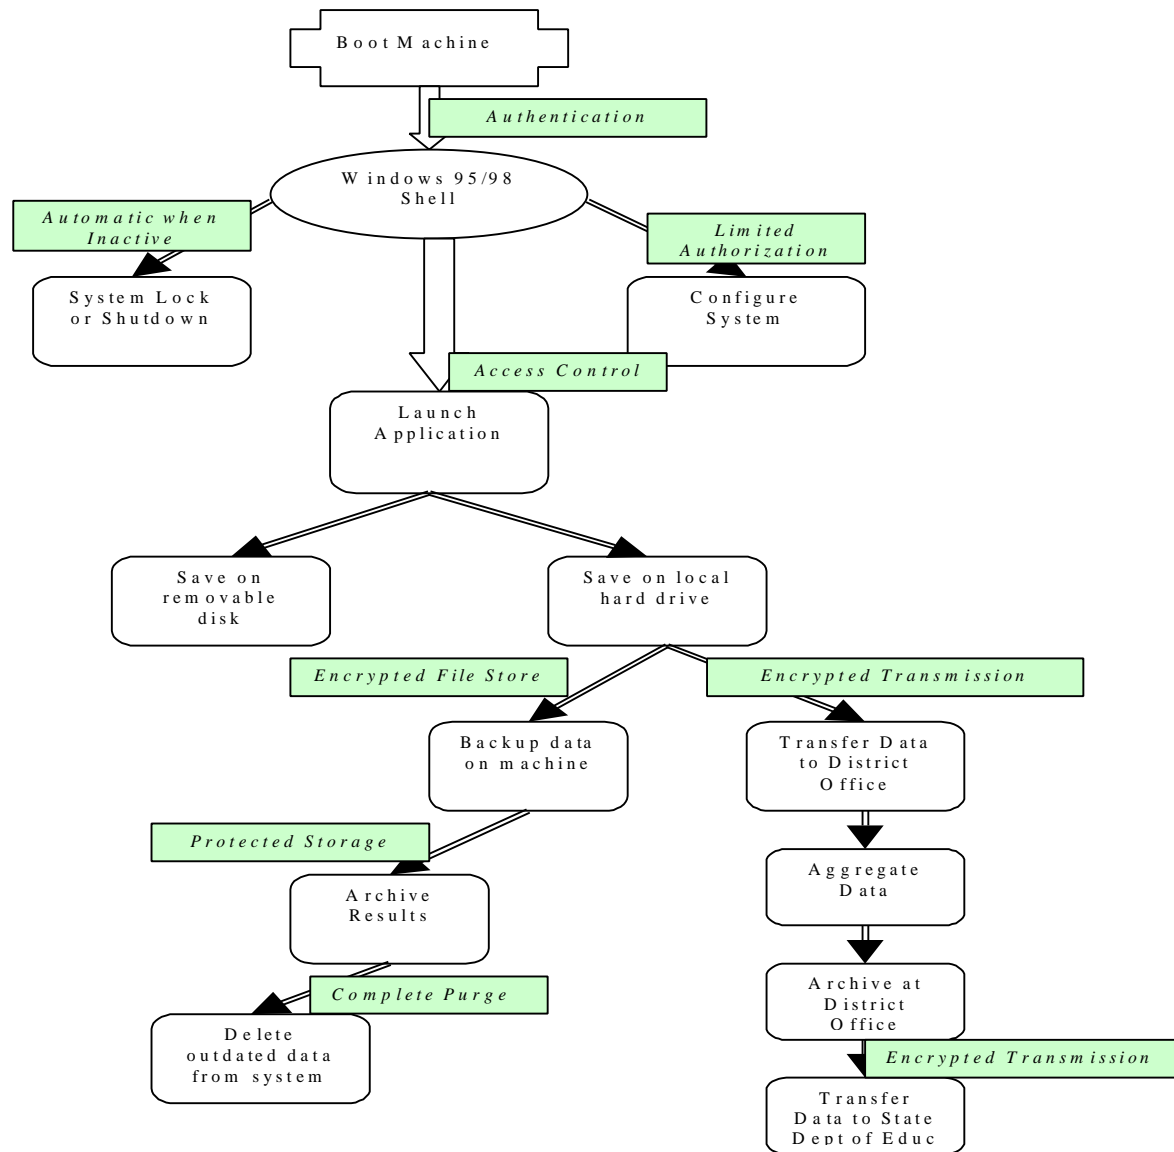 Boot Machine
Authentication
Windows 95/98
Shell
Automatic when
Inactive
Limited
Authorization
System Lock
or Shutdown
Configure
System
Access Control
Launch
Application
Save on
removable
disk
Save on local
hard drive
Encrypted File Store
Encrypted Transmission
Backup data
on machine
Transfer Data
to District
Office
Protected Storage
Aggregate
Data
Archive
Results
Complete Purge
Archive at
District
Office
Delete
outdated data
from system
Encrypted Transmission
Transfer
Data to State
Dept of Educ